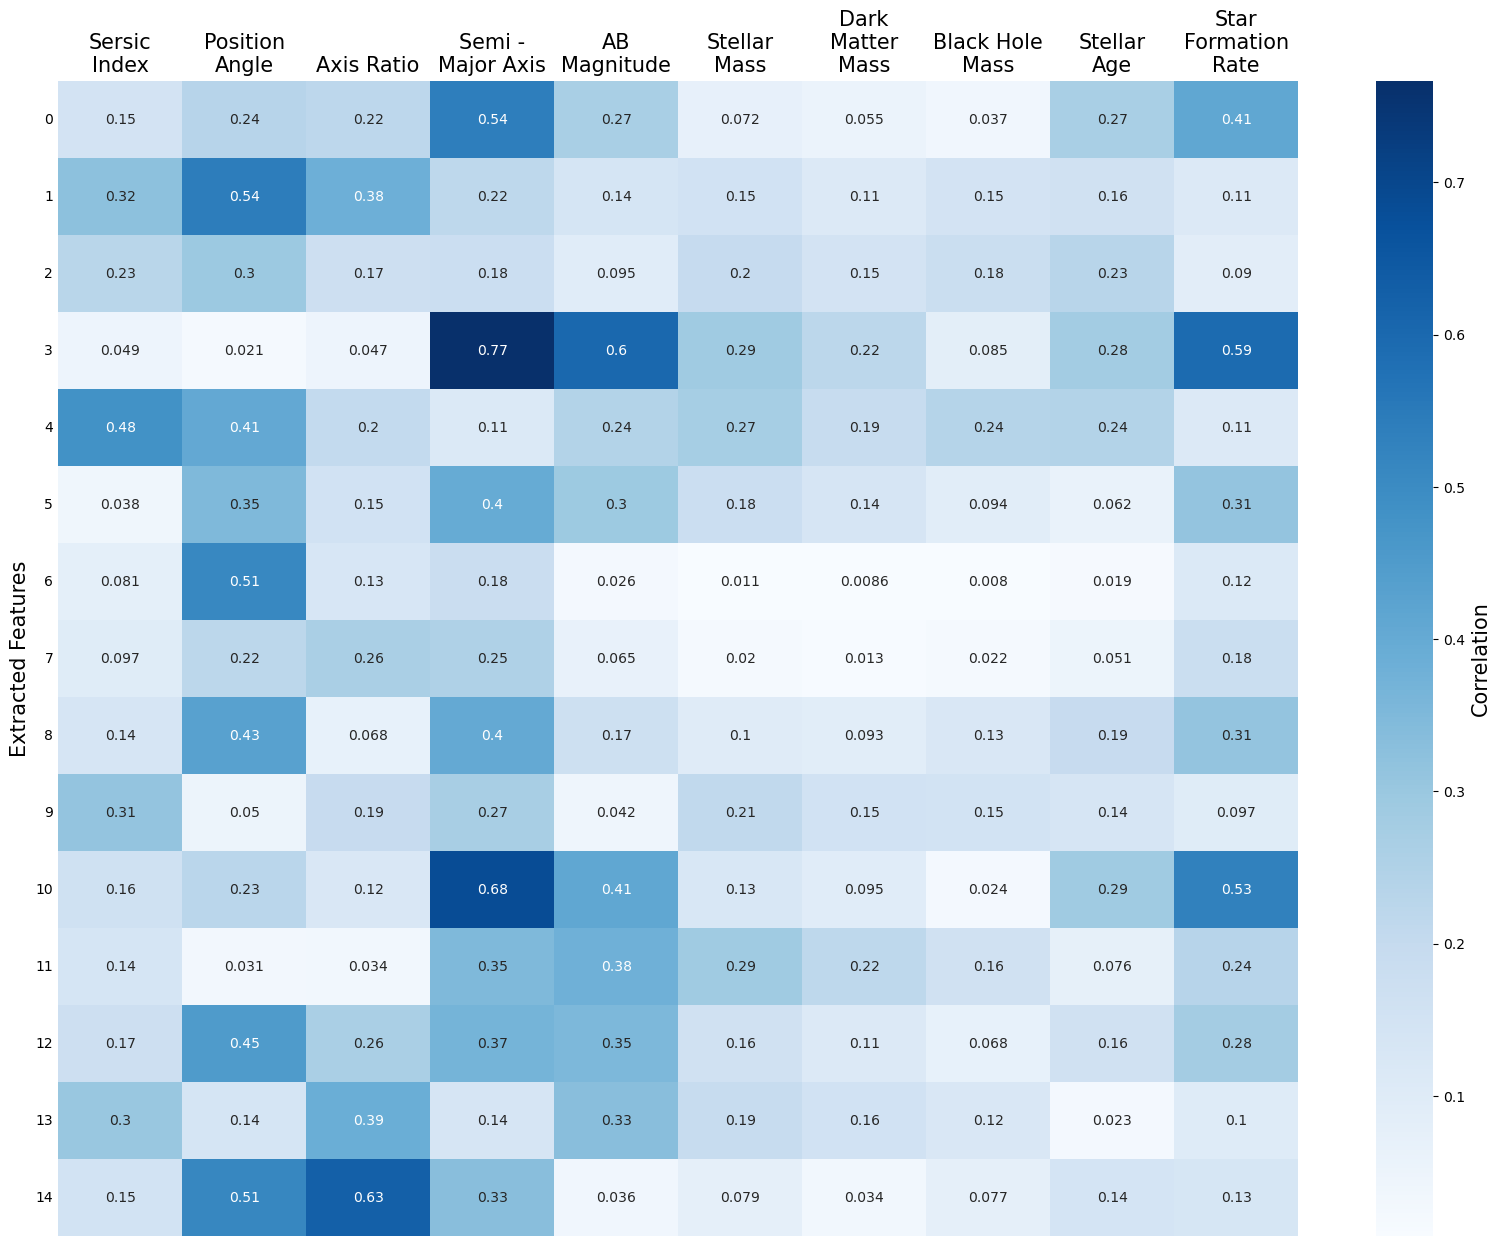 Sersic
Index
Position
Angle
Axis Ratio
Semi -
Major Axis
AB
Magnitude
Stellar
Mass
Dark
Matter
Mass
Black Hole
Mass
Stellar
Age
Star
Formation
Rate
0 0.15 0.24 0.22 0.54 0.27 0.072 0.055 0.037 0.27 0.41
1 0.32 0.54 0.38 0.22 0.14 0.15 0.11 0.15 0.16 0.11
2 0.23 0.3 0.17 0.18 0.095 0.2 0.15 0.18 0.23 0.09
3 0.049 0.021 0.047 0.77 0.6 0.29 0.22 0.085 0.28 0.59
4 0.48 0.41 0.2 0.11 0.24 0.27 0.19 0.24 0.24 0.11
5 0.038 0.35 0.15 0.4 0.3 0.18 0.14 0.094 0.062 0.31
6 0.081 0.51 0.13 0.18 0.026 0.011 0.0086 0.008 0.019 0.12
7 0.097 0.22 0.26 0.25 0.065 0.02 0.013 0.022 0.051 0.18
8 0.14 0.43 0.068 0.4 0.17 0.1 0.093 0.13 0.19 0.31
9 0.31 0.05 0.19 0.27 0.042 0.21 0.15 0.15 0.14 0.097
10 0.16 0.23 0.12 0.68 0.41 0.13 0.095 0.024 0.29 0.53
11 0.14 0.031 0.034 0.35 0.38 0.29 0.22 0.16 0.076 0.24
12 0.17 0.45 0.26 0.37 0.35 0.16 0.11 0.068 0.16 0.28
13 0.3 0.14 0.39 0.14 0.33 0.19 0.16 0.12 0.023 0.1
14 0.15 0.51 0.63 0.33 0.036 0.079 0.034 0.077 0.14 0.13
Extracted Features
0.7
0.6
0.5
0.4
0.3
0.2
0.1
Correlation